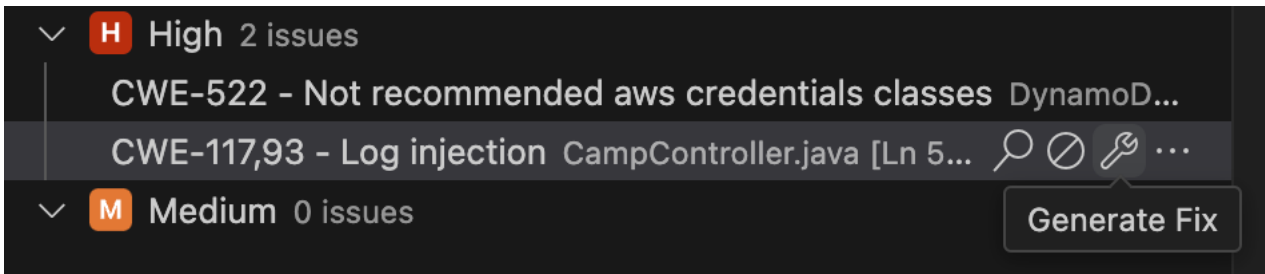 H High 2 issues
CWE-522 - Not recommended aws credentials classes DynamoD...
CWE-117,93 - Log injection CampController.java [Ln 5...
M Medium 0 issues
Generate Fix